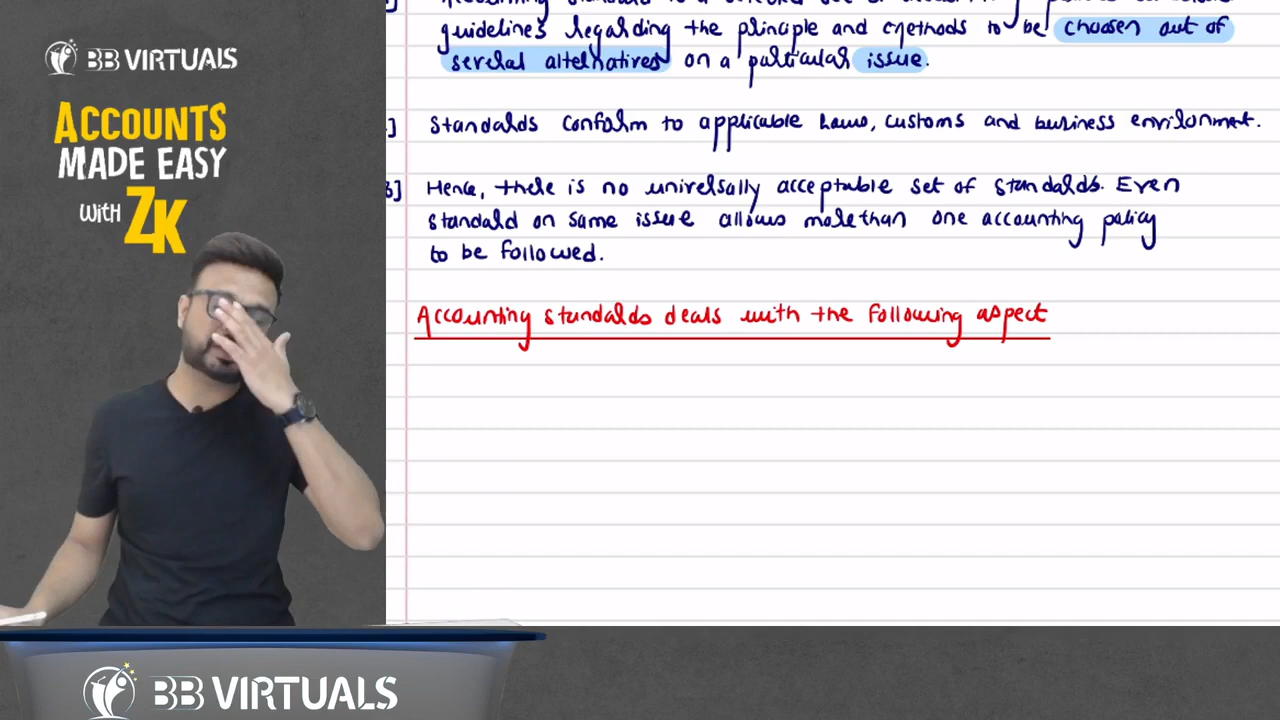 BB VIRTUALS
ACCOUNTS
MADE EASY
with ZK
guidelines regarding the principle and methods to be choosen out of
several alternatives on a particular issue.
Standards conform to applicable laws, customs and business environment.
3] Hence, there is no universally acceptable set of standards. Even
standard on same issue allows more than one accounting policy
to be followed.
Accounting standards deals with the following aspect
BB VIRTUALS